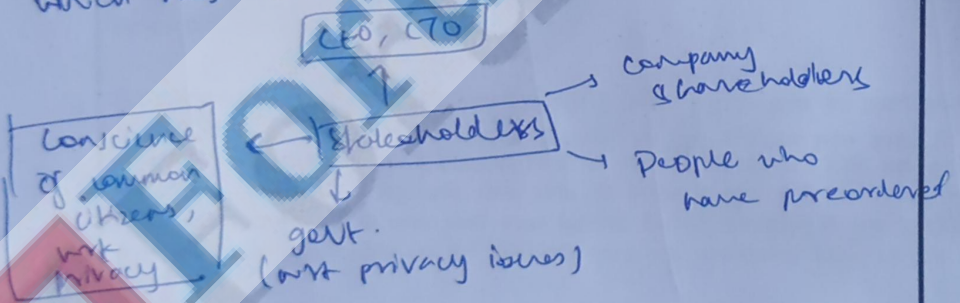 CEO, CTO
company
shareholders
Stakeholders
People who
have preordered
govt.
(wrt privacy issues)
Conscience
of common
citizens,
wrt
privacy